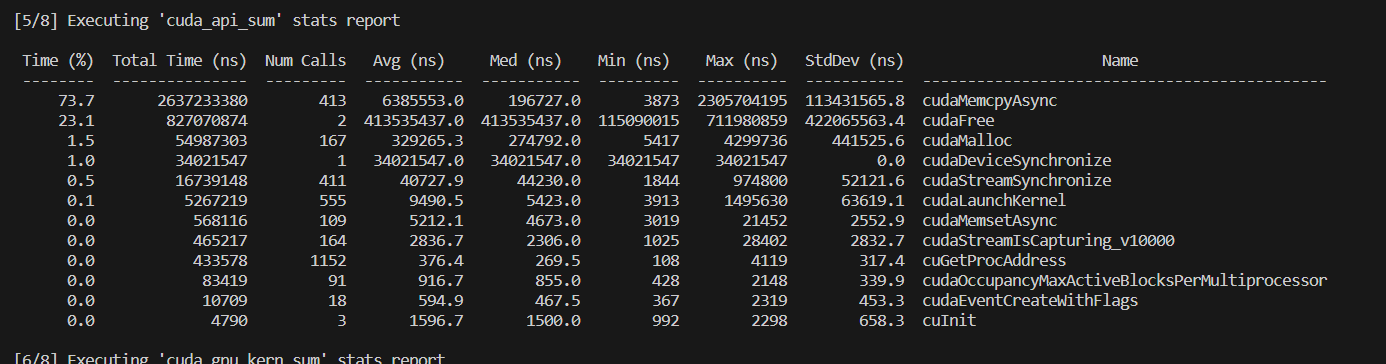 [5/8] Executing 'cuda_api_sum' stats report
Time (%)  Total Time (ns)  Num Calls   Avg (ns)     Med (ns)    Min (ns)   Max (ns)   StdDev (ns)                      Name
--------  ---------------  ---------  -----------  -----------  ---------  ----------  -----------  ---------------------------------------------
73.7       2637233380        413    6385553.0     196727.0       3873  2305704195  113431565.8  cudaMemcpyAsync
23.1        827070874          2  413535437.0  413535437.0  115090015   711980859  422065563.4  cudaFree
1.5         54987303        167     329265.3     274792.0       5417     4299736     441525.6  cudaMalloc
1.0         34021547          1   34021547.0   34021547.0   34021547    34021547          0.0  cudaDeviceSynchronize
0.5         16739148        411      40727.9      44230.0       1844      974800      52121.6  cudaStreamSynchronize
0.1          5267219        555       9490.5       5423.0       3913     1495630      63619.1  cudaLaunchKernel
0.0           568116        109       5212.1       4673.0       3019       21452       2552.9  cudaMemsetAsync
0.0           465217        164       2836.7       2306.0       1025       28402       2832.7  cudaStreamIsCapturing_v10000
0.0           433578       1152        376.4        269.5        108        4119        317.4  cuGetProcAddress
0.0            83419         91        916.7        855.0        428        2148        339.9  cudaOccupancyMaxActiveBlocksPerMultiprocessor
0.0            10709         18        594.9        467.5        367        2319        453.3  cudaEventCreateWithFlags
0.0             4790          3       1596.7       1500.0        992        2298        658.3  cuInit
[6/8] Executing 'cuda_gpu_kern_sum' stats report